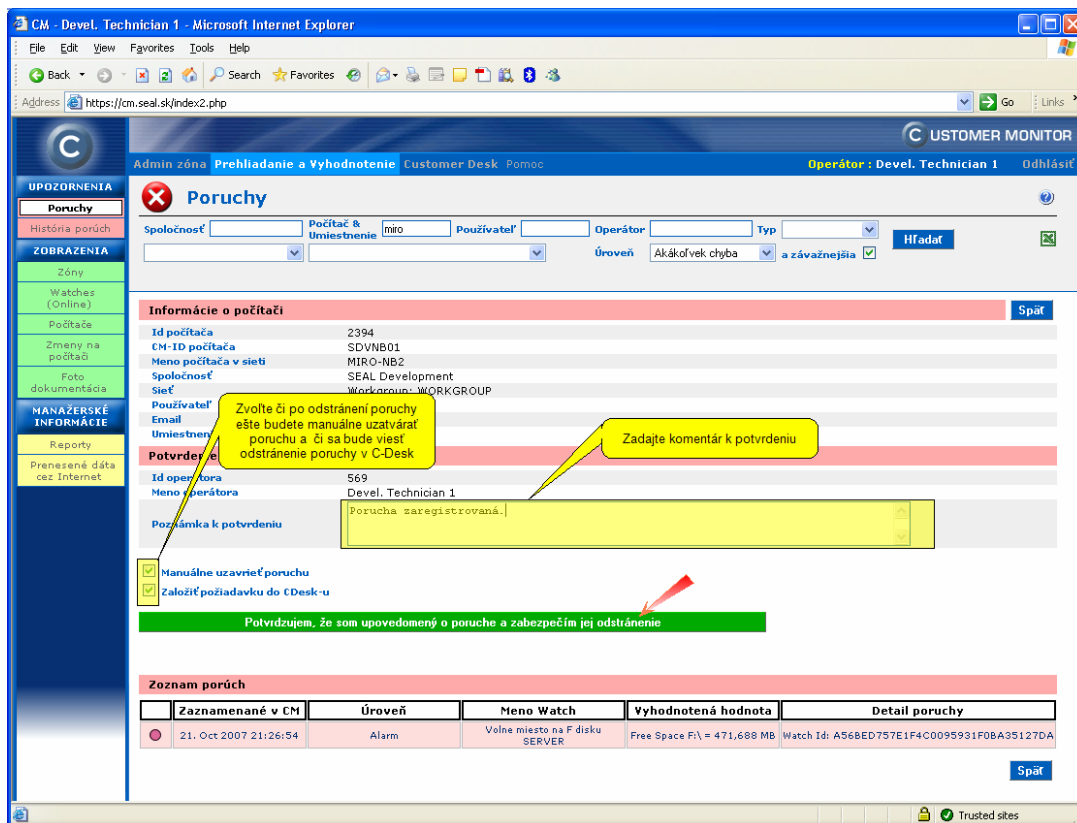 CM - Devel. Technician 1 - Microsoft Internet Explorer
File Edit View Favorites Tools Help
Back Search Favorites
Address https://cm.seal.sk/index2.php Go Links
C USTOMER MONITOR
Admin zóna Prehliadanie a Vyhodnotenie Customer Desk Pomoc Operátor : Devel. Technician 1 Odhlásiť
UPOZORNENIA
Poruchy
História porúch
ZOBRAZENIA
Zóny
Watches
(Online)
Počítače
Zmeny na
počítači
Foto
dokumentácia
MANAŽERSKÉ
INFORMÁCIE
Reporty
Prenesené dáta
cez Internet
Poruchy
Spoločnosť Počítač &
Umiestnenie miro Používateľ Operátor Typ
Hľadať
Úroveň Akákoľvek chyba a závažnejšia
Informácie o počítači Späť
Id počítača 2394
CM-ID počítača SDVNB01
Meno počítača v sieti MIRO-NB2
Spoločnosť SEAL Development
Sieť Workgroup: WORKGROUP
Používateľ
Email
Umiestnen
Zvoľte či po odstránení poruchy
ešte budete manuálne uzatvárať
poruchu a či sa bude viesť
odstránenie poruchy v C-Desk
Zadajte komentár k potvrdeniu
Potvrdenie
Id operátora 569
Meno operátora Devel. Technician 1
Poznámka k potvrdeniu Porucha zaregistrovaná.
Manuálne uzavrieť poruchu
Založiť požiadavku do CDesk-u
Potvrdzujem, že som upovedomený o poruche a zabezpečím jej odstránenie
Zoznam porúch
Zaznamenané v CM Úroveň Meno Watch Vyhodnotená hodnota Detail poruchy
21. Oct 2007 21:26:54 Alarm Volne miesto na F disku
SERVER Free Space F:\ = 471,688 MB Watch Id: A56BED757E1F4C0095931F0BA35127DA
Späť
Trusted sites